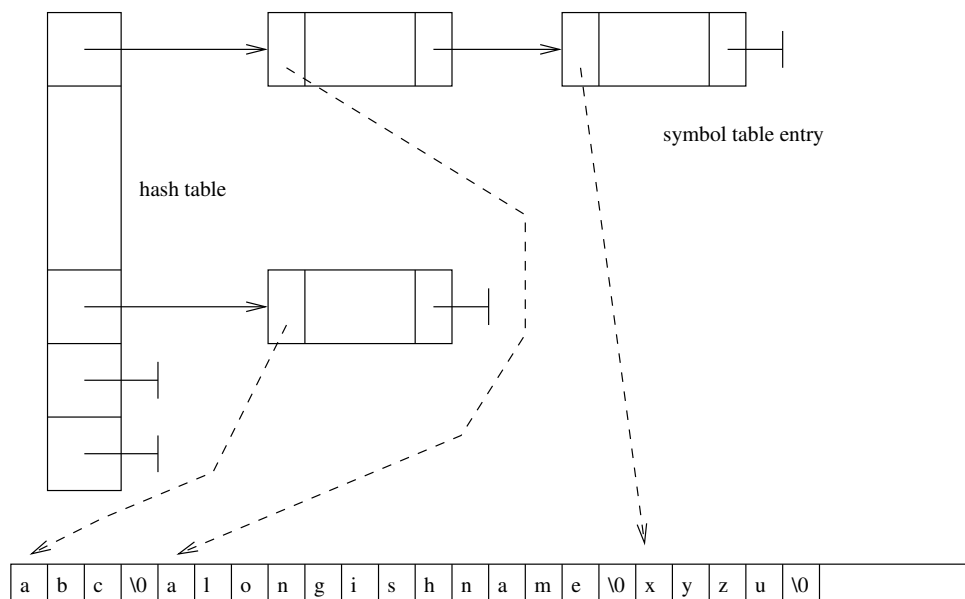 symbol table entry
hash table
a b c \0 a l o n g i s h n a m e \0 x y z u \0